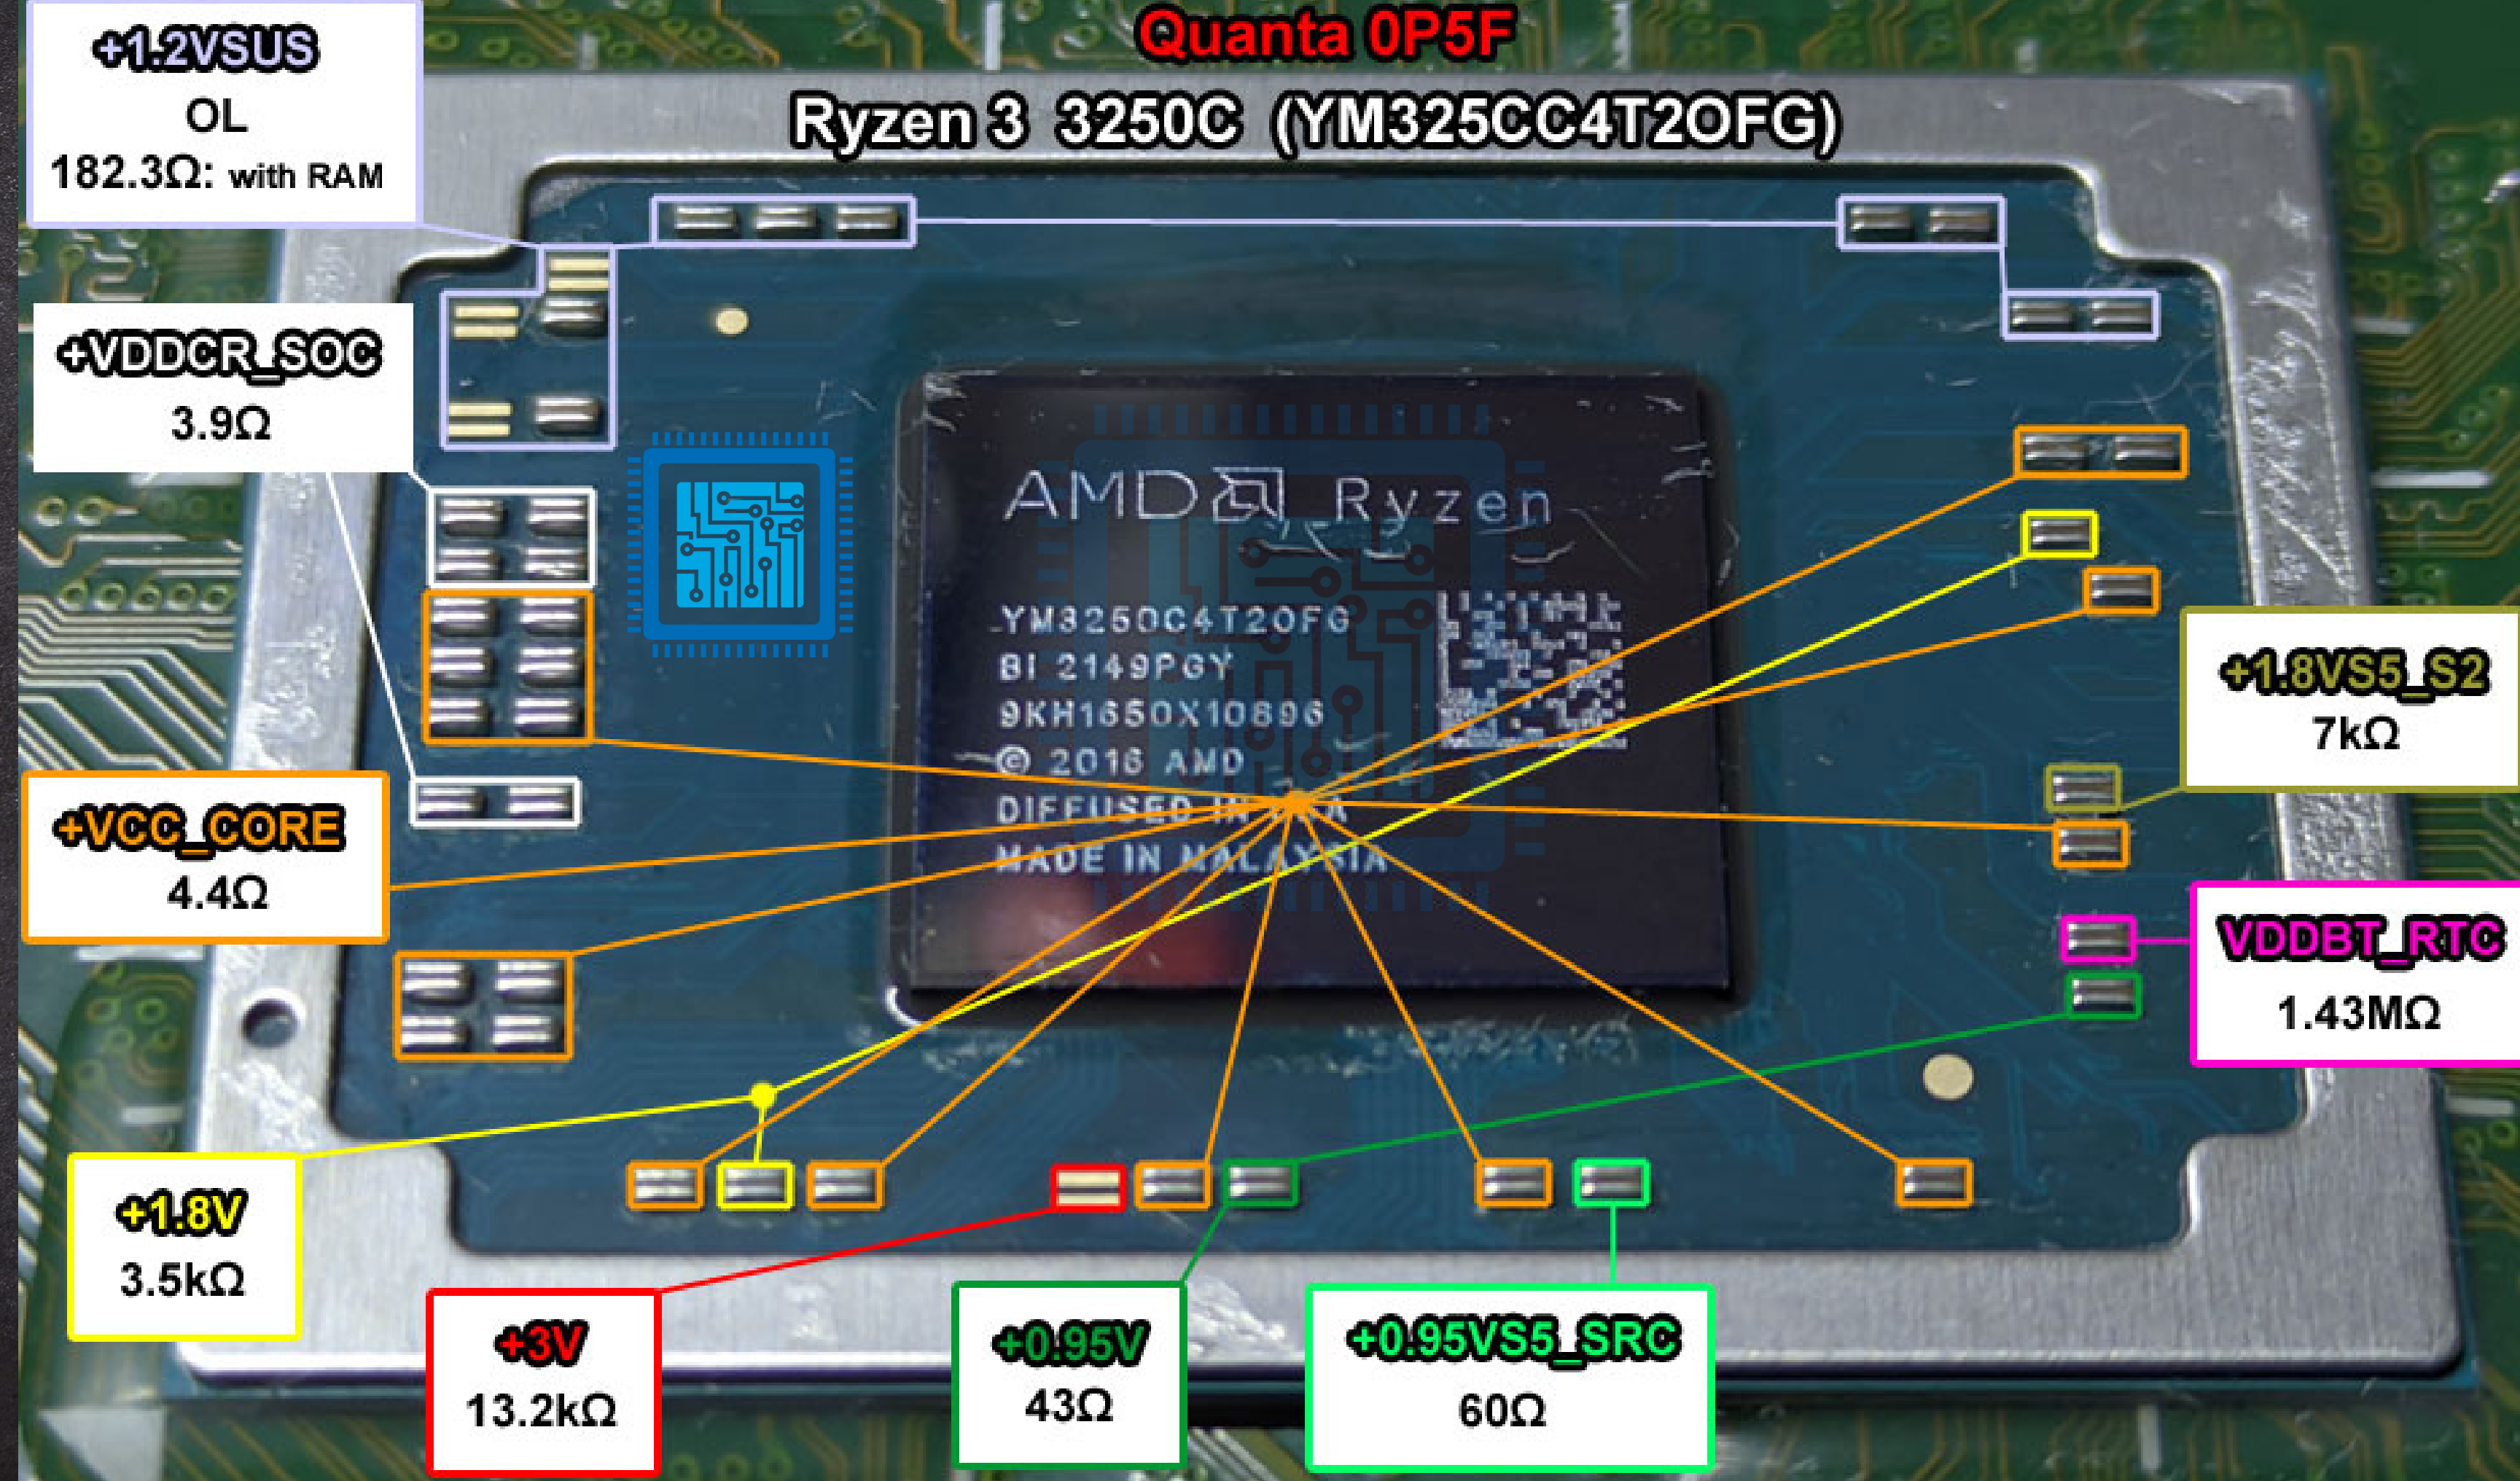 Quanta 0P5F
Ryzen 3 3250C (YM325CC4T2OFG)
+1.2VSUS
OL
182.3Ω: with RAM
+VDDCR_SOC
3.9Ω
AMD Ryzen
YM3250C4T2OFG
BI 2149PGY
9KH1650X10896
© 2016 AMD
DIFFUSED IN
MADE IN MALAYSIA
+1.8VS5_S2
7kΩ
+VCC_CORE
4.4Ω
VDDBT_RTC
1.43MΩ
+1.8V
3.5kΩ
+3V
13.2kΩ
+0.95V
43Ω
+0.95VS5_SRC
60Ω